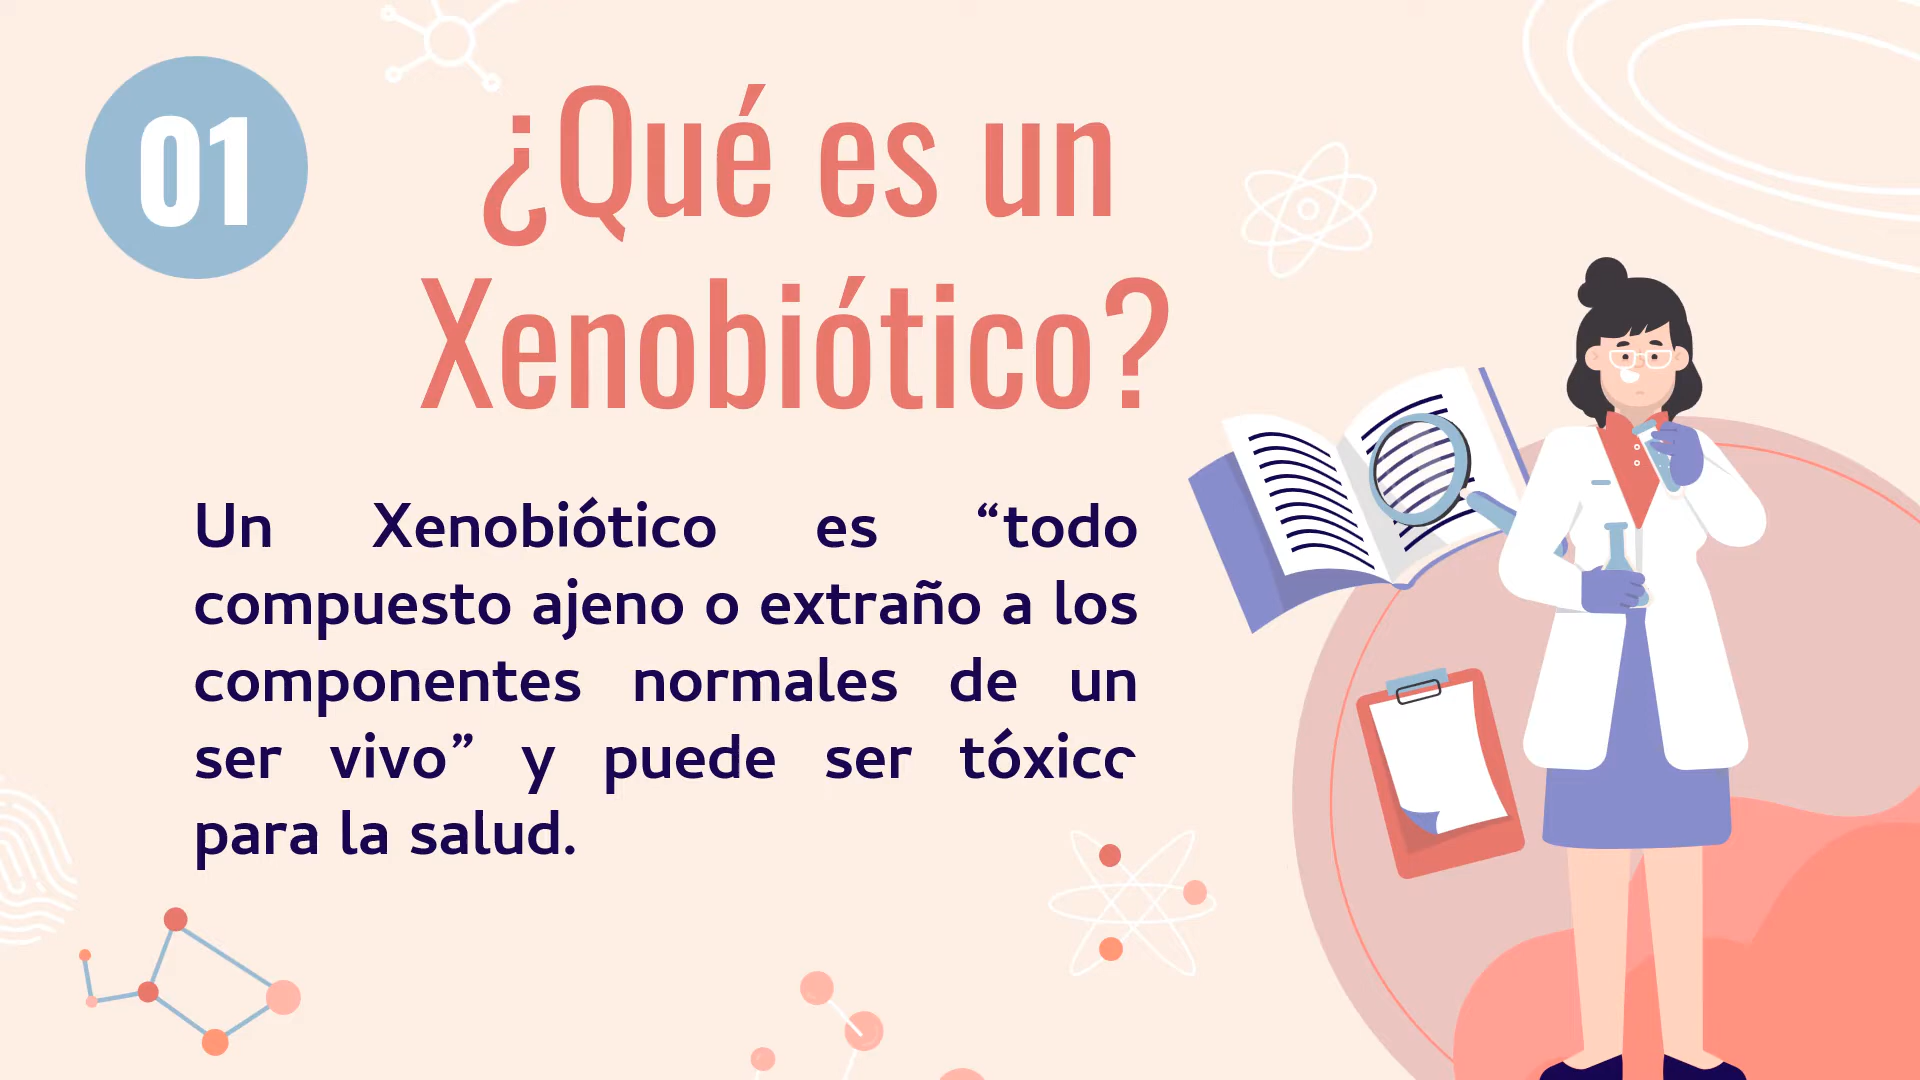 01
¿Qué es un
Xenobiótico?
Un Xenobiótico es “todo
compuesto ajeno o extraño a los
componentes normales de un
ser vivo” y puede ser tóxico
para la salud.